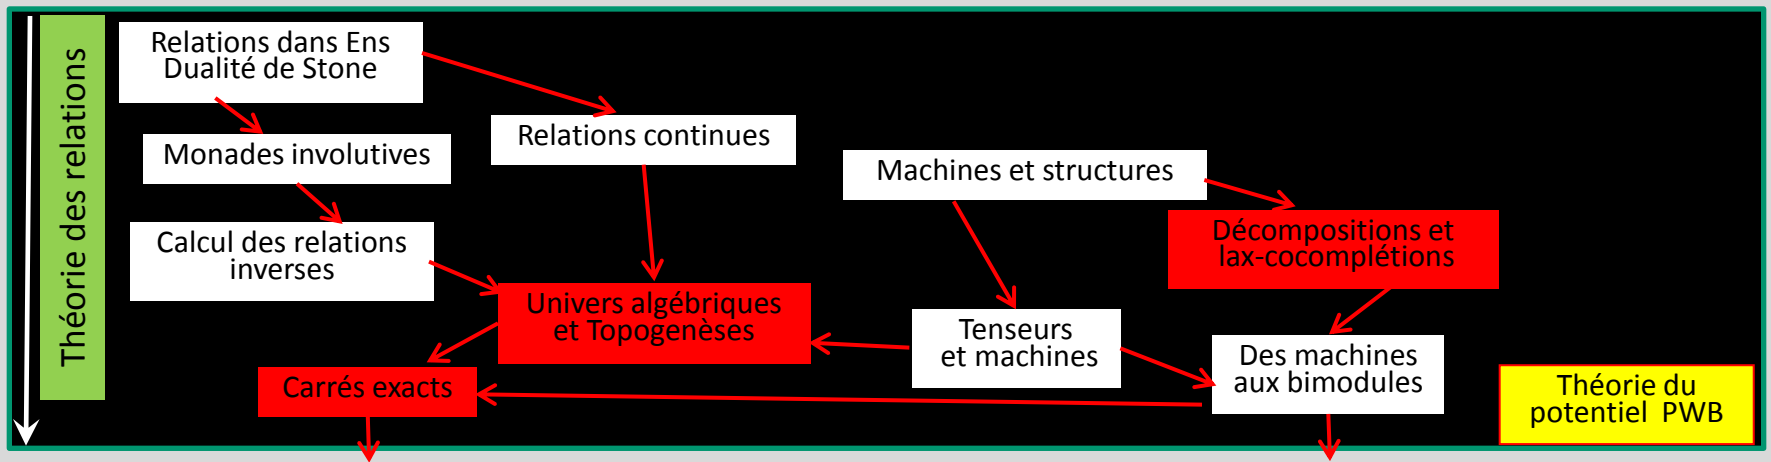 Théorie des relations
Relations dans Ens
Dualité de Stone
Monades involutives
Relations continues
Machines et structures
Calcul des relations
inverses
Décompositions et
lax-cocomplétions
Univers algébriques
et Topogenèses
Tenseurs
et machines
Des machines
aux bimodules
Carrés exacts
Théorie du
potentiel PWB